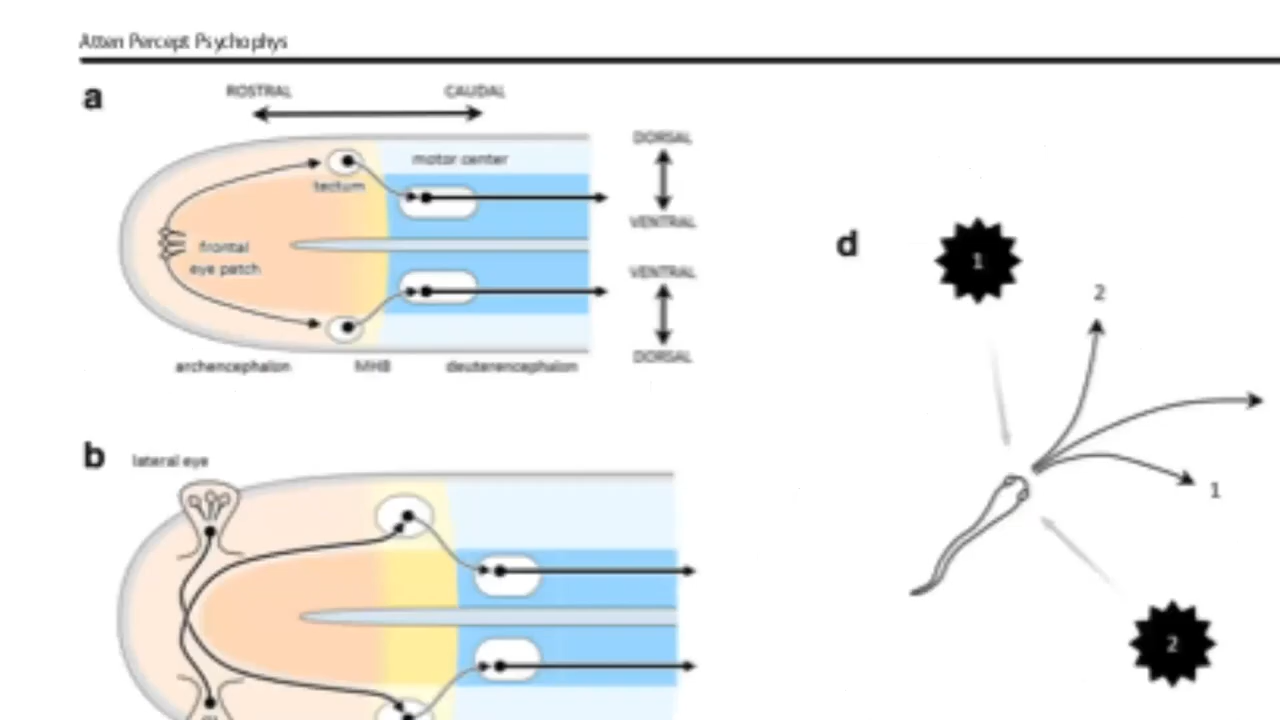 Atten Percept Psychophys
a
ROSTRAL CAUDAL
DORSAL
motor center
tectum
VENTRAL
frontal
eye patch
VENTRAL
DORSAL
archencephalon MHB deuterencephalon
b
lateral eye
d
1
2
1
2